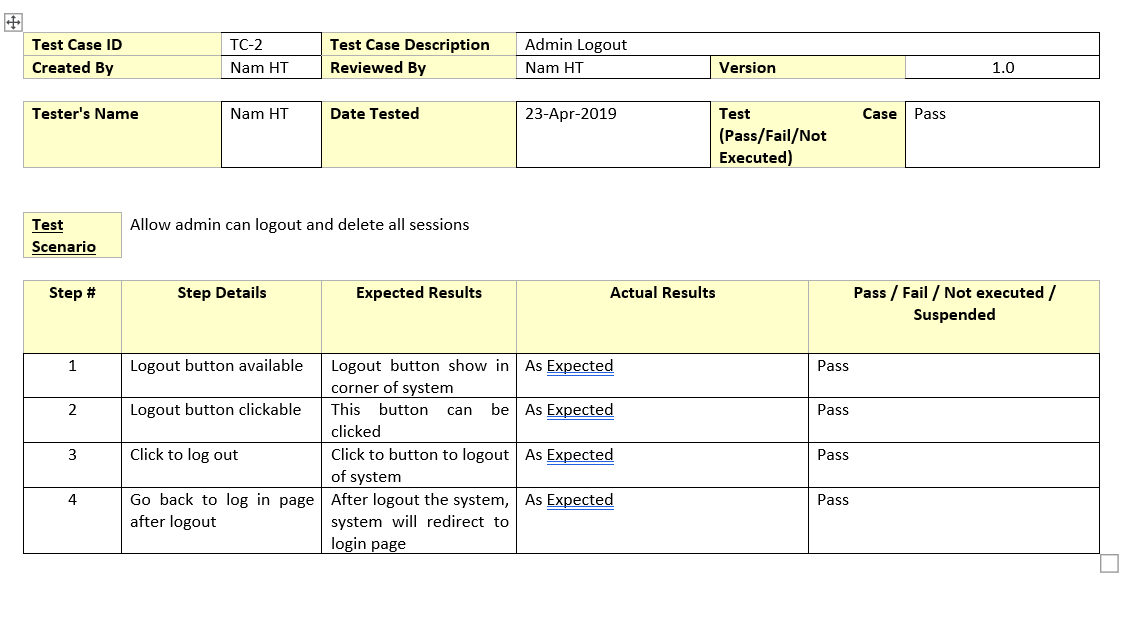 Test Case ID TC-2 Test Case Description Admin Logout
Created By Nam HT Reviewed By Nam HT Version 1.0
Tester's Name Nam HT Date Tested 23-Apr-2019 Test Case Pass
(Pass/Fail/Not
Executed)
Test Allow admin can logout and delete all sessions
Scenario
Step # Step Details Expected Results Actual Results Pass / Fail / Not executed /
Suspended
1 Logout button available Logout button show in As Expected Pass
corner of system
2 Logout button clickable This button can be As Expected Pass
clicked
3 Click to log out Click to button to logout As Expected Pass
of system
4 Go back to log in page After logout the system, As Expected Pass
after logout system will redirect to
login page